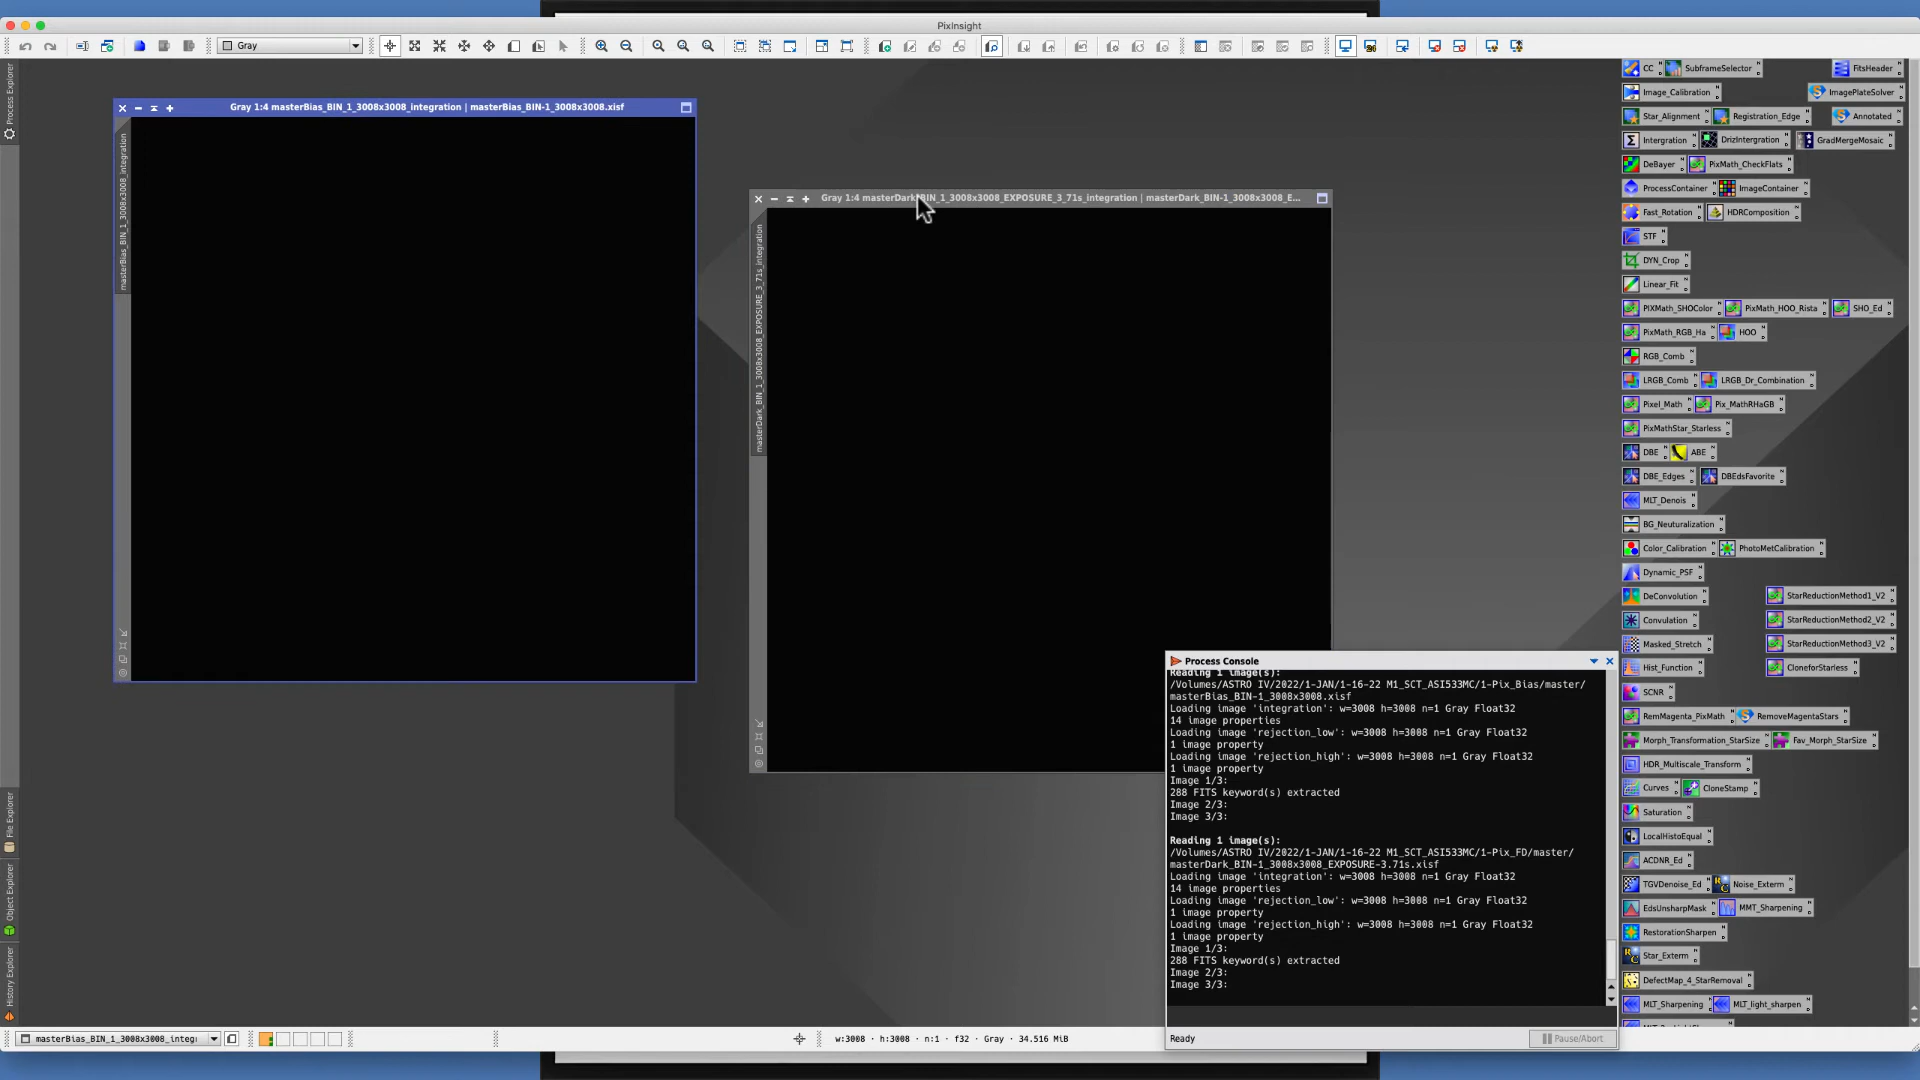 PixInsight
Gray
Process Explorer
File Explorer
Object Explorer
History Explorer
Gray 1:4 masterBias_BIN_1_3008x3008_integration | masterBias_BIN-1_3008x3008.xisf
masterBias_BIN_1_3008x3008_integration
Gray 1:4 masterDark_BIN_1_3008x3008_EXPOSURE_3_71s_integration | masterDark_BIN-1_3008x3008_E...
masterDark_BIN_1_3008x3008_EXPOSURE_3_71s_integration
CC SubframeSelector FitsHeader
Image_Calibration ImagePlateSolver
Star_Alignment Registration_Edge Annotated
Intergration DrizIntergration GradMergeMosaic
DeBayer PixMath_CheckFlats
ProcessContainer ImageContainer
Fast_Rotation HDRComposition
STF
DYN_Crop
Linear_Fit
PIXMath_SHOColor PixMath_HOO_Rista SHO_Ed
PixMath_RGB_Ha HOO
RGB_Comb
LRGB_Comb LRGB_Dr_Combination
Pixel_Math Pix_MathRHaGB
PixMathStar_Starless
DBE ABE
DBE_Edges DBEdsFavorite
MLT_Denois
BG_Neuturalization
Color_Calibration PhotoMetCalibration
Dynamic_PSF
DeConvolution StarReductionMethod1_V2
Convulation StarReductionMethod2_V2
Masked_Stretch StarReductionMethod3_V2
Hist_Function CloneforStarless
SCNR
RemMagenta_PixMath RemoveMagentaStars
Morph_Transformation_StarSize Fav_Morph_StarSize
HDR_Multiscale_Transform
Curves CloneStamp
Saturation
LocalHistoEqual
ACDNR_Ed
TGVDenoise_Ed Noise_Exterm
EdsUnsharpMask MMT_Sharpening
RestorationSharpen
Star_Exterm
DefectMap_4_StarRemoval
MLT_Sharpening MLT_light_sharpen
Process Console
Reading 1 image(s):
/Volumes/ASTRO IV/2022/1-JAN/1-16-22 M1_SCT_ASI533MC/1-Pix_Bias/master/
masterBias_BIN-1_3008x3008.xisf
Loading image 'integration': w=3008 h=3008 n=1 Gray Float32
14 image properties
Loading image 'rejection_low': w=3008 h=3008 n=1 Gray Float32
1 image property
Loading image 'rejection_high': w=3008 h=3008 n=1 Gray Float32
1 image property
Image 1/3:
288 FITS keyword(s) extracted
Image 2/3:
Image 3/3:
Reading 1 image(s):
/Volumes/ASTRO IV/2022/1-JAN/1-16-22 M1_SCT_ASI533MC/1-Pix_FD/master/
masterDark_BIN-1_3008x3008_EXPOSURE-3.71s.xisf
Loading image 'integration': w=3008 h=3008 n=1 Gray Float32
14 image properties
Loading image 'rejection_low': w=3008 h=3008 n=1 Gray Float32
1 image property
Loading image 'rejection_high': w=3008 h=3008 n=1 Gray Float32
1 image property
Image 1/3:
288 FITS keyword(s) extracted
Image 2/3:
Image 3/3:
Ready Pause/Abort
masterBias_BIN_1_3008x3008_integ
w:3008 · h:3008 · n:1 · f32 · Gray · 34.516 MiB